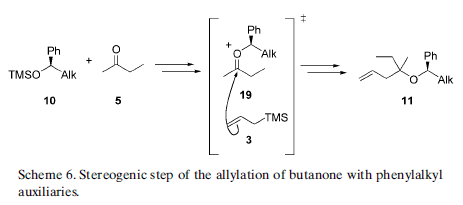 Ph
TMSO
Alk
10
+
O
5
‡
Ph
+
O
Alk
19
TMS
3
Ph
O
Alk
11
Scheme 6. Stereogenic step of the allylation of butanone with phenylalkyl
auxiliaries.